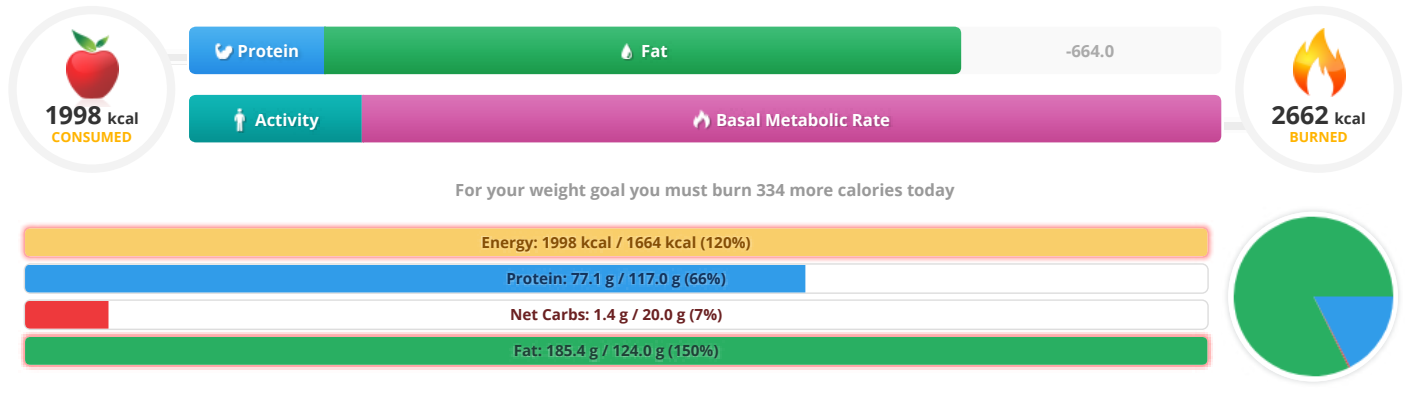 Protein
Fat
-664.0
1998 kcal
CONSUMED
2662 kcal
BURNED
Activity
Basal Metabolic Rate
For your weight goal you must burn 334 more calories today
Energy: 1998 kcal / 1664 kcal (120%)
Protein: 77.1 g / 117.0 g (66%)
Net Carbs: 1.4 g / 20.0 g (7%)
Fat: 185.4 g / 124.0 g (150%)